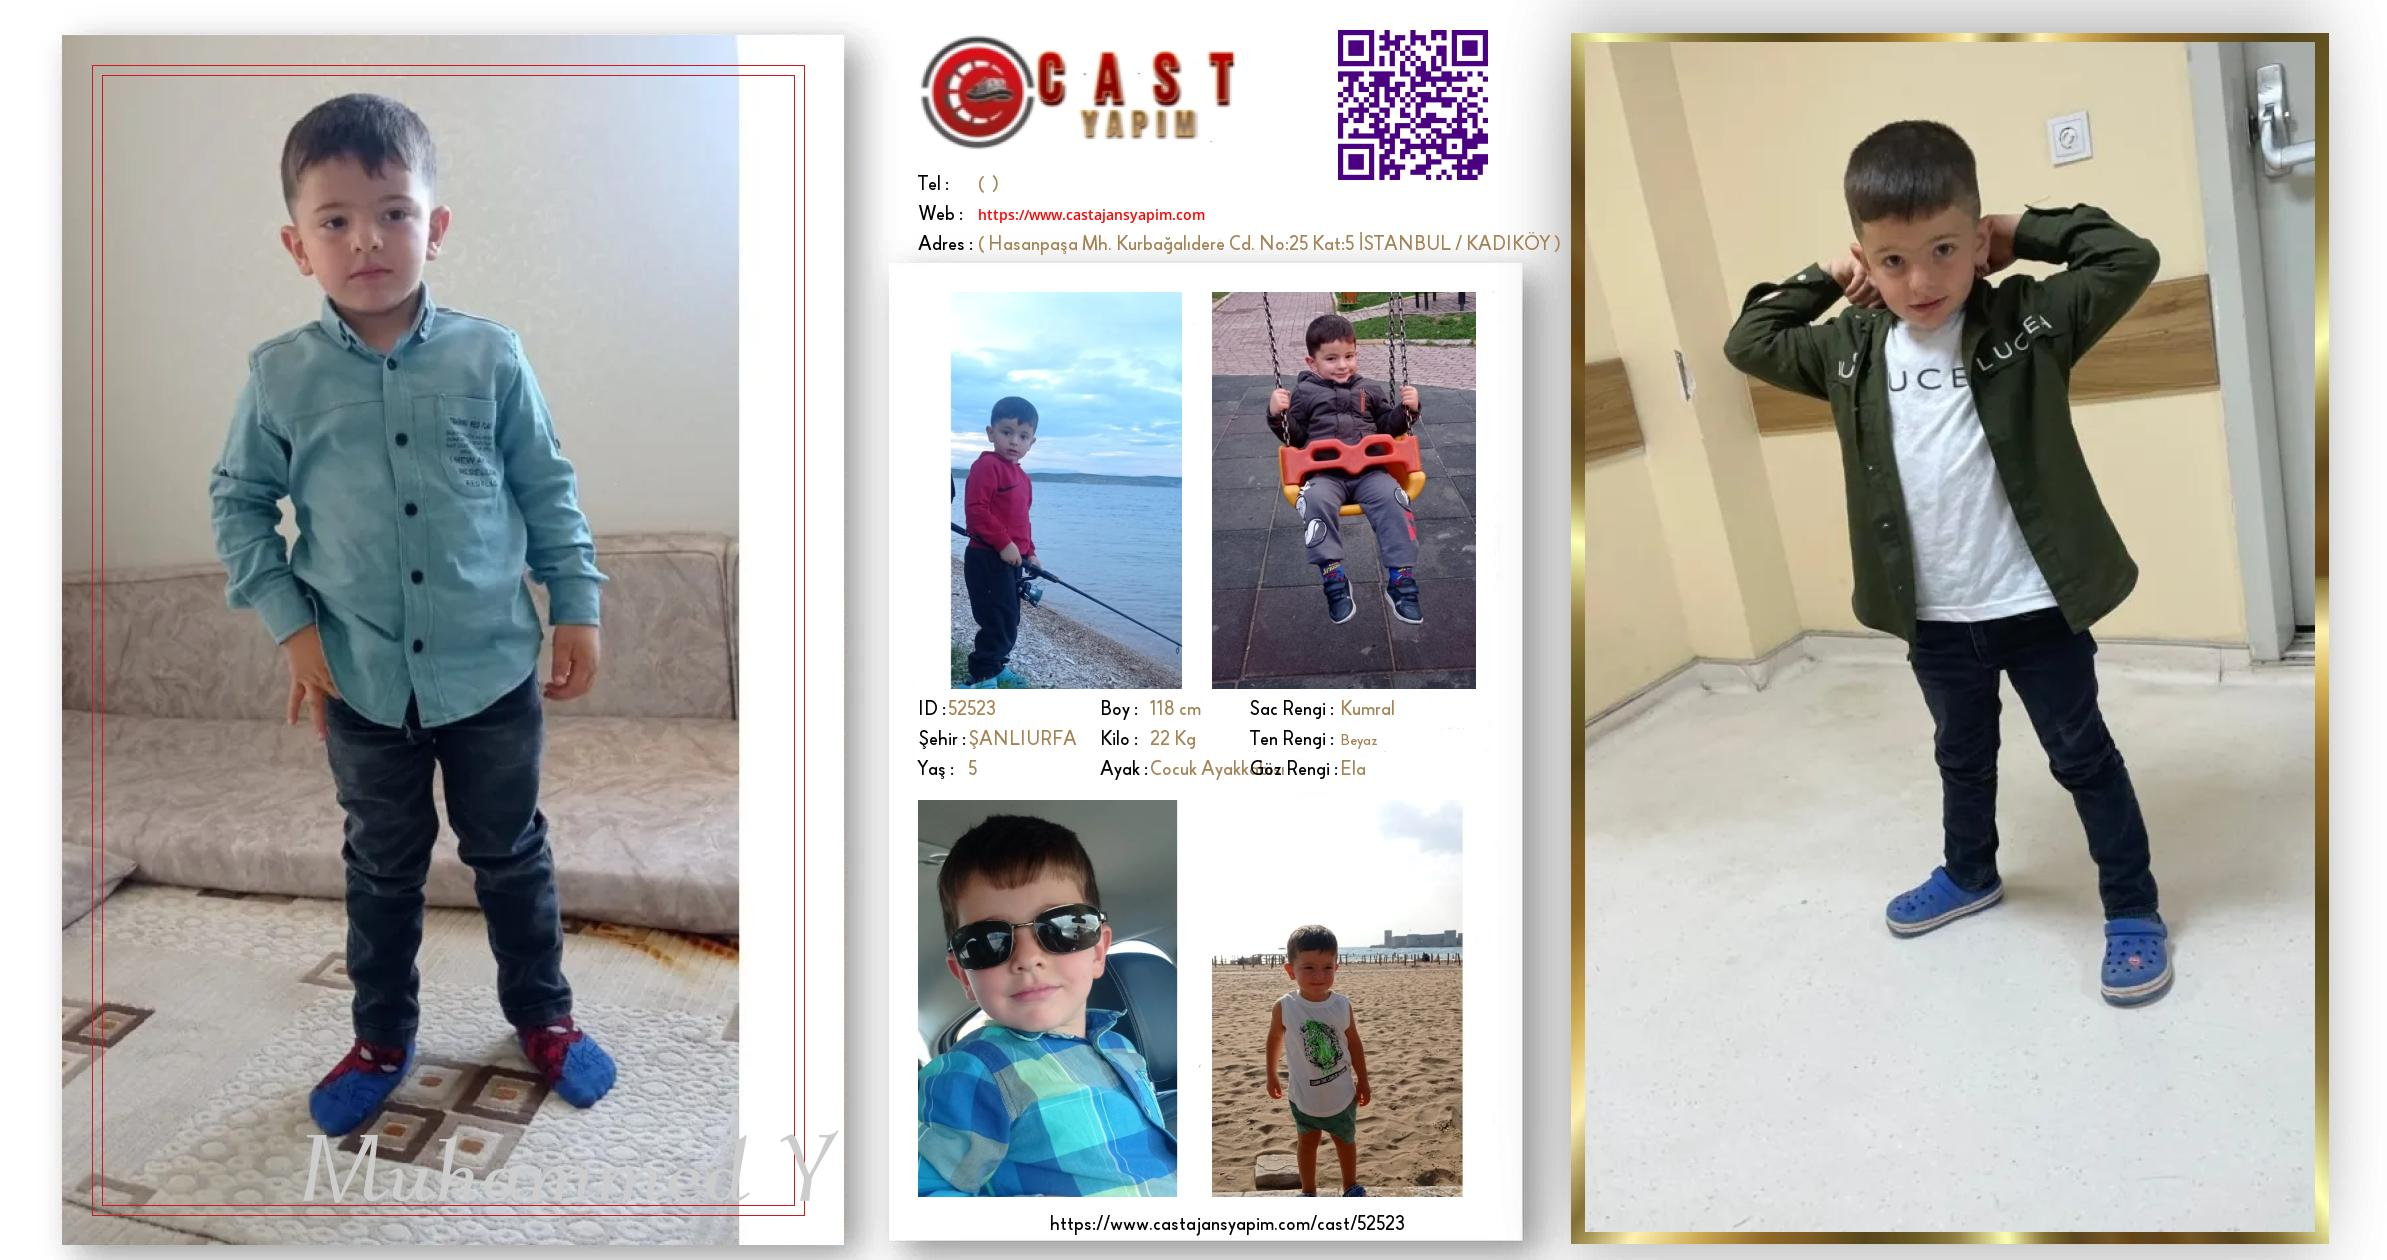 CAST
YAPIM
Tel : ( )
Web : https://www.castajansyapim.com
Adres : ( Hasanpaşa Mh. Kurbağalıdere Cd. No:25 Kat:5 İSTANBUL / KADIKÖY )
ID : 52523 Boy : 118 cm Sac Rengi : Kumral
Şehir : ŞANLIURFA Kilo : 22 Kg Ten Rengi : Beyaz
Yaş : 5 Ayak : Cocuk Göz Rengi : Ela
https://www.castajansyapim.com/cast/52523
Muhammed Y
UCE